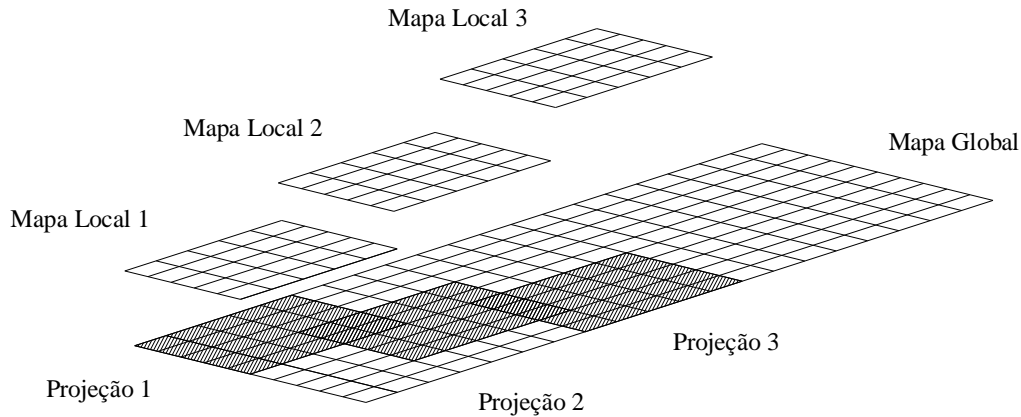 Mapa Local 3
Mapa Local 2
Mapa Global
Mapa Local 1
Projeção 3
Projeção 1
Projeção 2